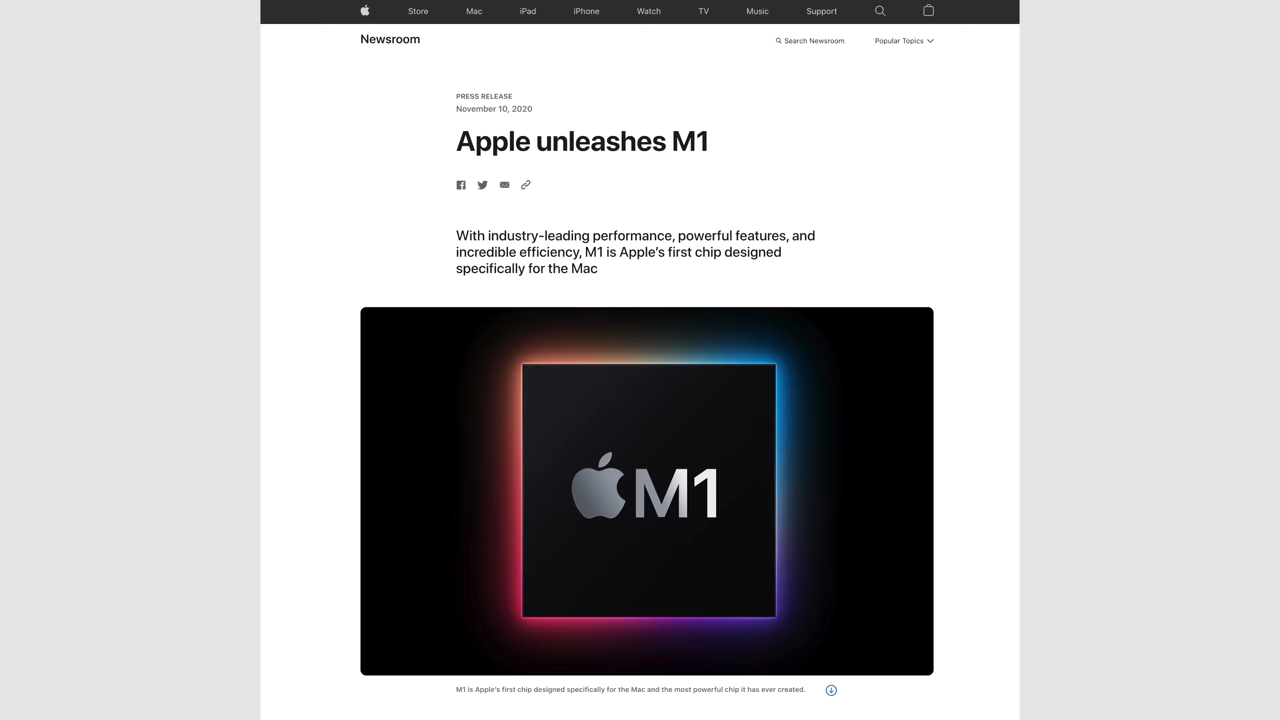 Store Mac iPad iPhone Watch TV Music Support
Newsroom
Search Newsroom Popular Topics
PRESS RELEASE
November 10, 2020
Apple unleashes M1
With industry-leading performance, powerful features, and
incredible efficiency, M1 is Apple's first chip designed
specifically for the Mac
M1
M1 is Apple's first chip designed specifically for the Mac and the most powerful chip it has ever created.